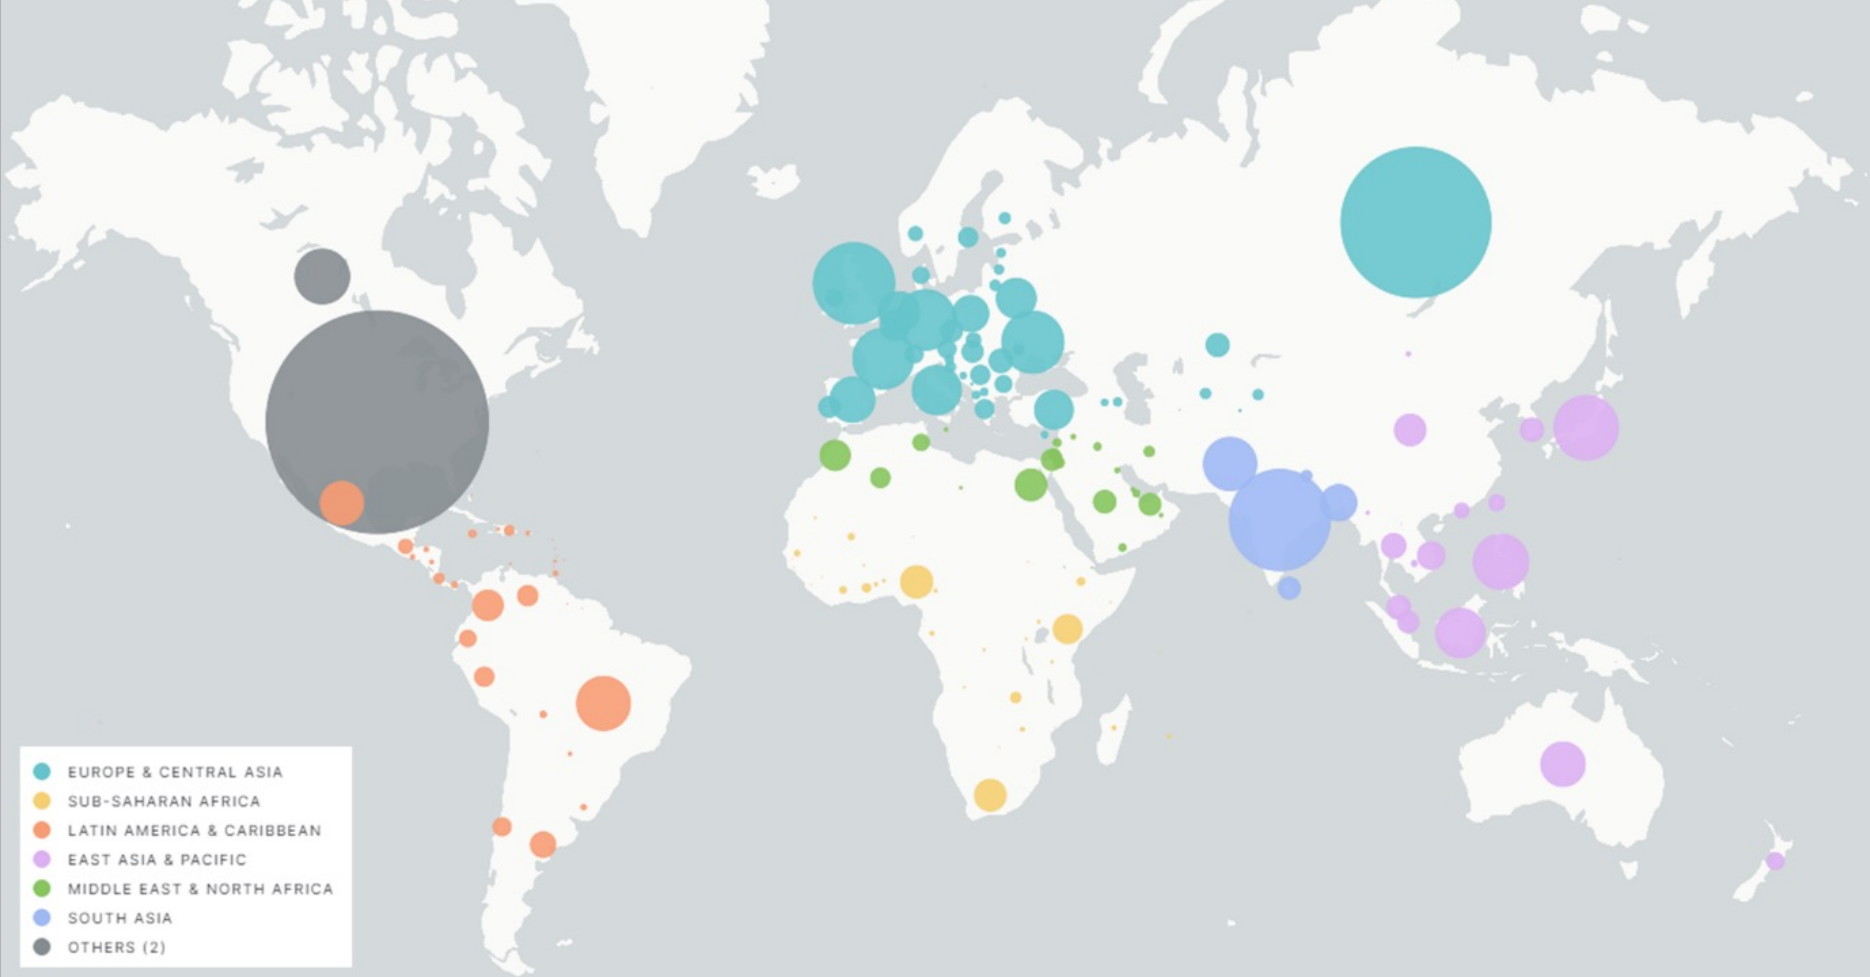 EUROPE & CENTRAL ASIA
SUB-SAHARAN AFRICA
LATIN AMERICA & CARIBBEAN
EAST ASIA & PACIFIC
MIDDLE EAST & NORTH AFRICA
SOUTH ASIA
OTHERS (2)